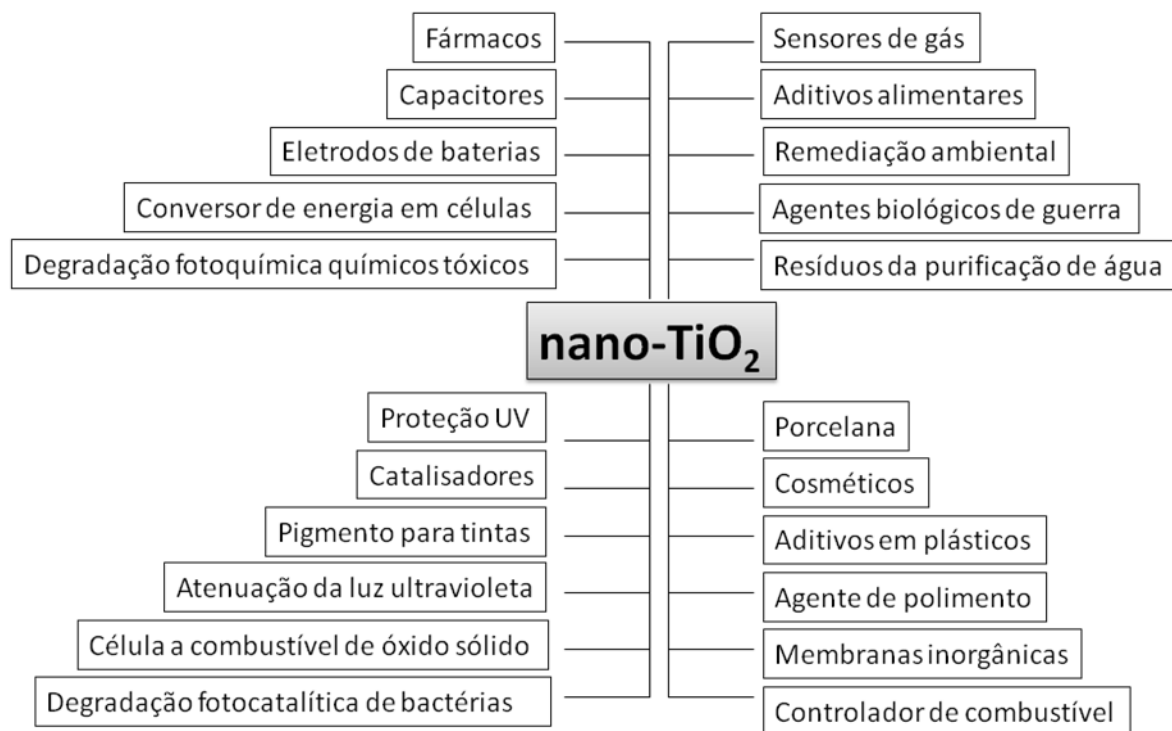 Fármacos
Capacitores
Eletrodos de baterias
Conversor de energia em células
Degradação fotoquímica químicos tóxicos
Sensores de gás
Aditivos alimentares
Remediação ambiental
Agentes biológicos de guerra
Resíduos da purificação de água
nano-TiO₂
Proteção UV
Catalisadores
Pigmento para tintas
Atenuação da luz ultravioleta
Célula a combustível de óxido sólido
Degradação fotocatalítica de bactérias
Porcelana
Cosméticos
Aditivos em plásticos
Agente de polimento
Membranas inorgânicas
Controlador de combustível